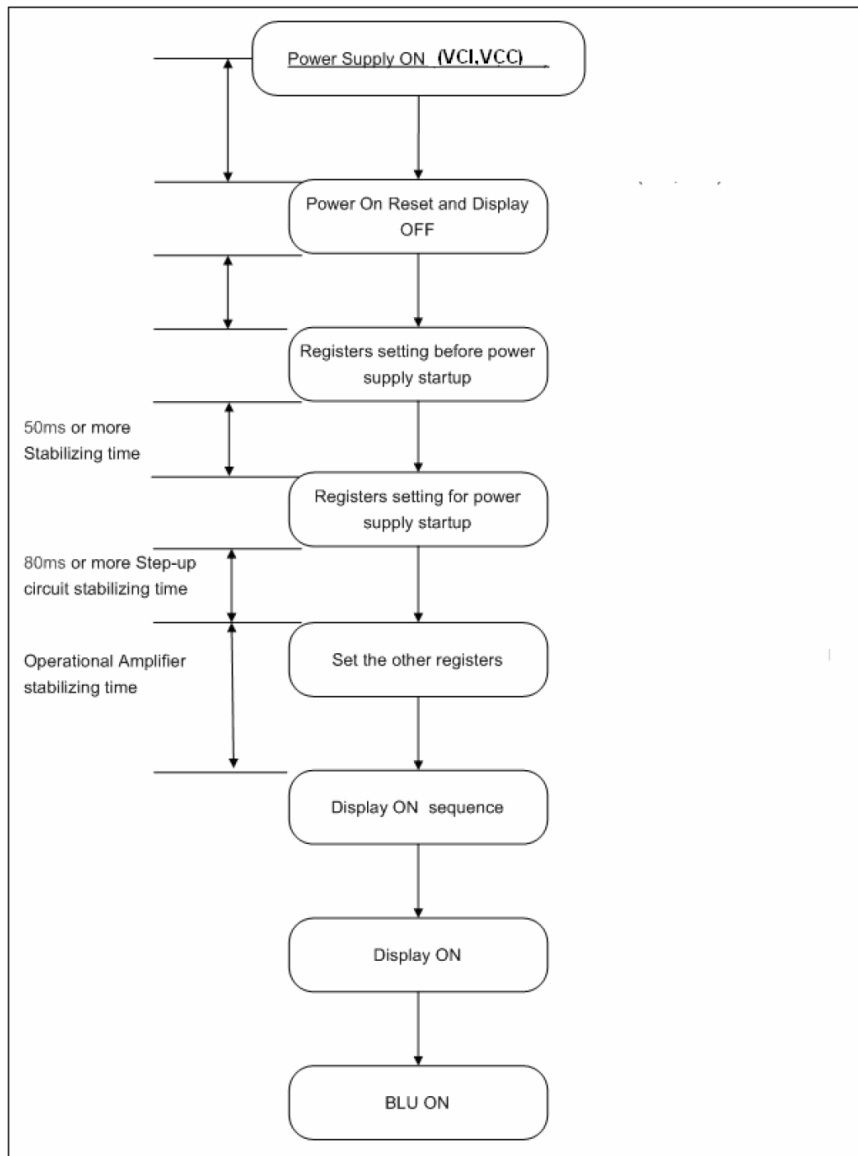 Power Supply ON (VCI,VCC)
Power On Reset and Display
OFF
Registers setting before power
supply startup
50ms or more
Stabilizing time
Registers setting for power
supply startup
80ms or more Step-up
circuit stabilizing time
Set the other registers
Operational Amplifier
stabilizing time
Display ON sequence
Display ON
BLU ON